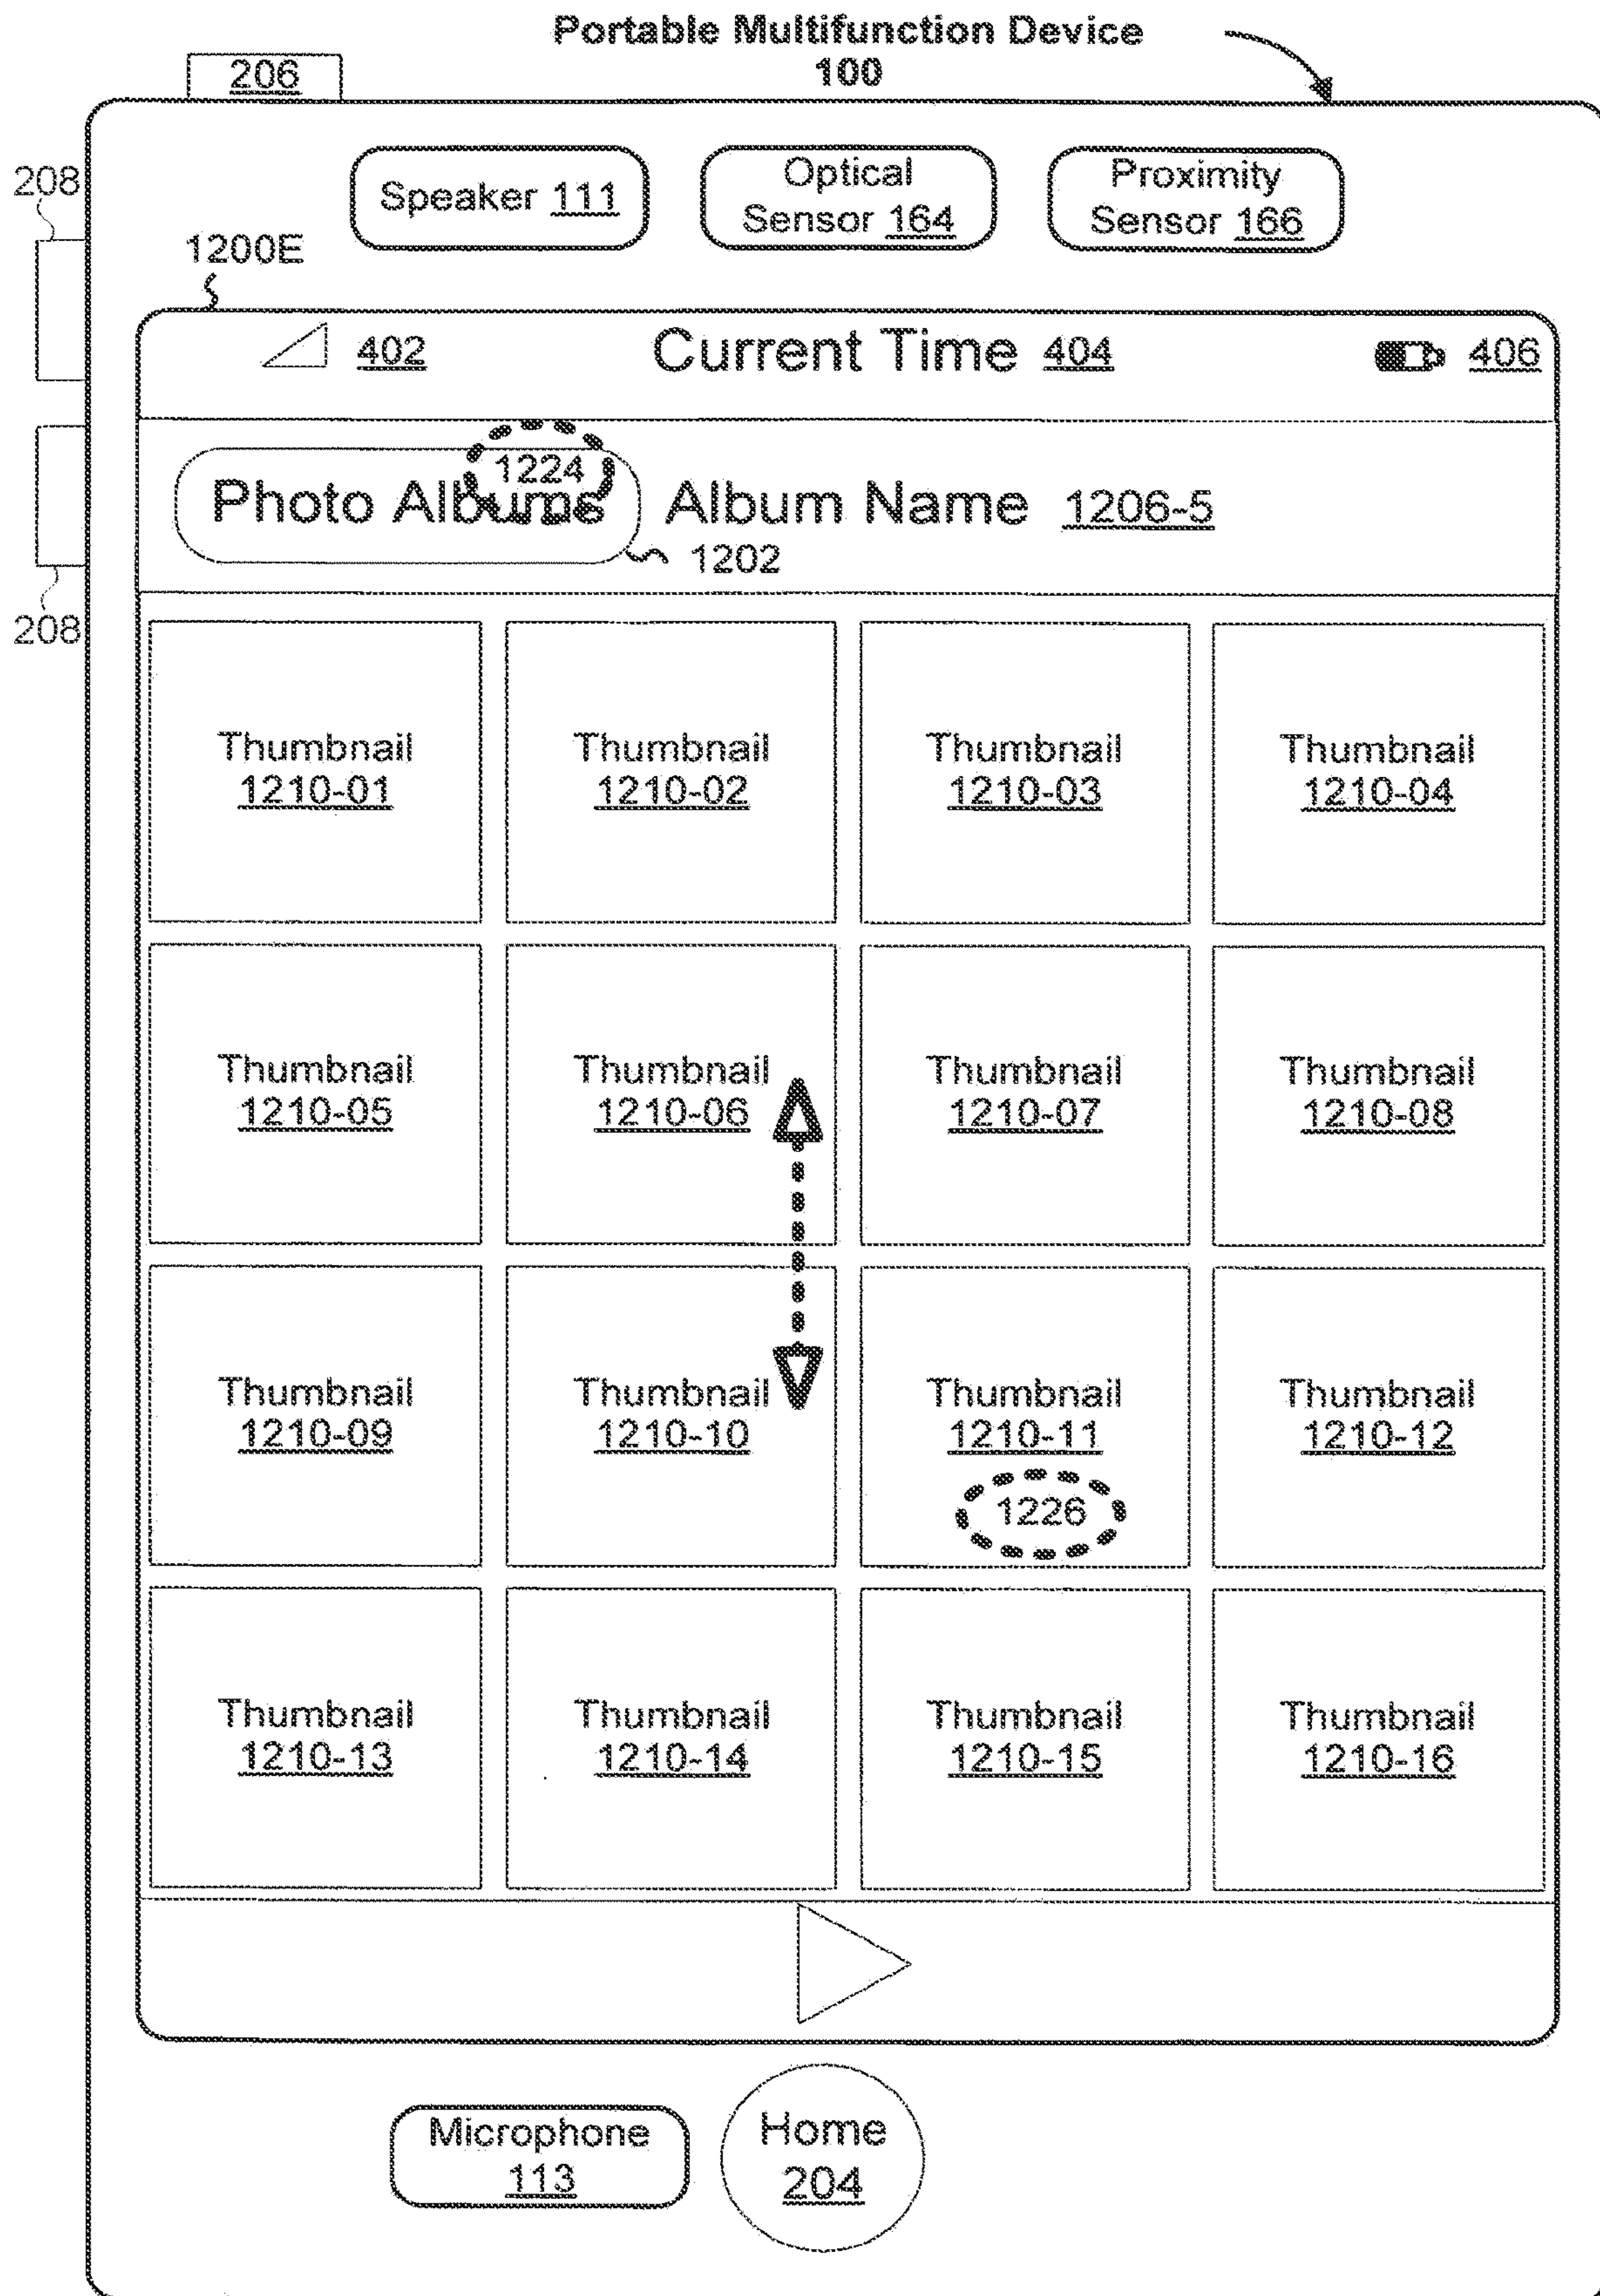 Portable Multifunction Device
100
206
208
Speaker 111
Optical
Sensor 164
Proximity
Sensor 166
1200E
402
Current Time 404
406
1224
Photo Albums
Album Name 1206-5
1202
208
Thumbnail
1210-01
Thumbnail
1210-02
Thumbnail
1210-03
Thumbnail
1210-04
Thumbnail
1210-05
Thumbnail
1210-06
Thumbnail
1210-07
Thumbnail
1210-08
Thumbnail
1210-09
Thumbnail
1210-10
Thumbnail
1210-11
1226
Thumbnail
1210-12
Thumbnail
1210-13
Thumbnail
1210-14
Thumbnail
1210-15
Thumbnail
1210-16
Microphone
113
Home
204